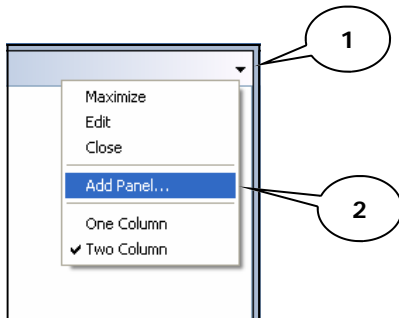 1
Maximize
Edit
Close
Add Panel...
2
One Column
Two Column